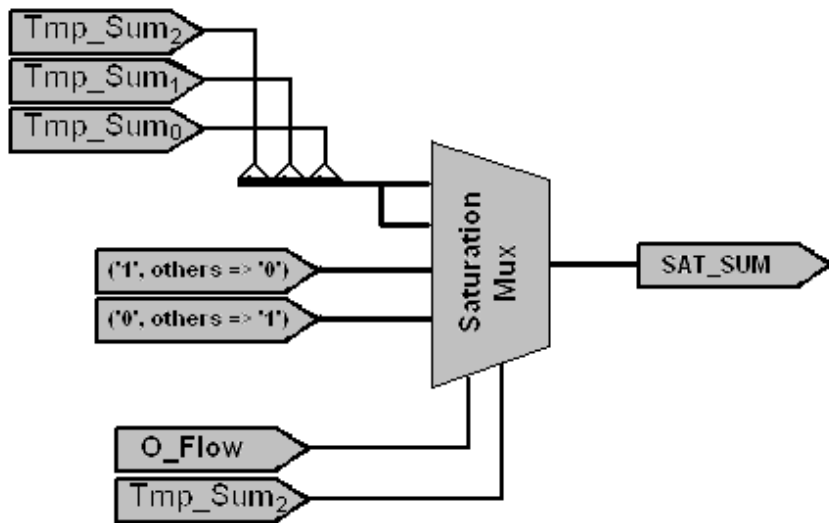 Tmp_Sum₂
Tmp_Sum₁
Tmp_Sum₀
('1', others => '0')
('0', others => '1')
Saturation
Mux
SAT_SUM
O_Flow
Tmp_Sum₂